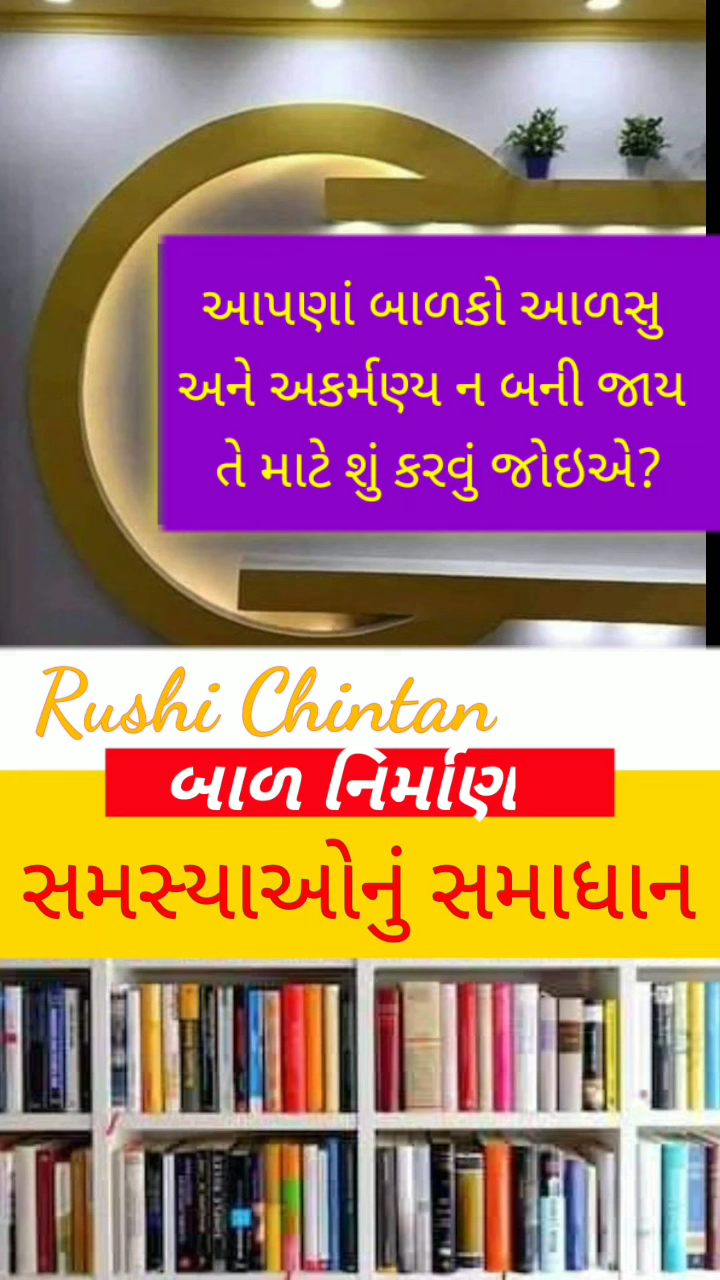 આપણાં બાળકો આળસુ
અને અકર્મણ્ય ન બની જાય
તે માટે શું કરવું જોઇએ?
Rushi Chintan
બાળ નિર્માણ
સમસ્યાઓનું સમાધાન